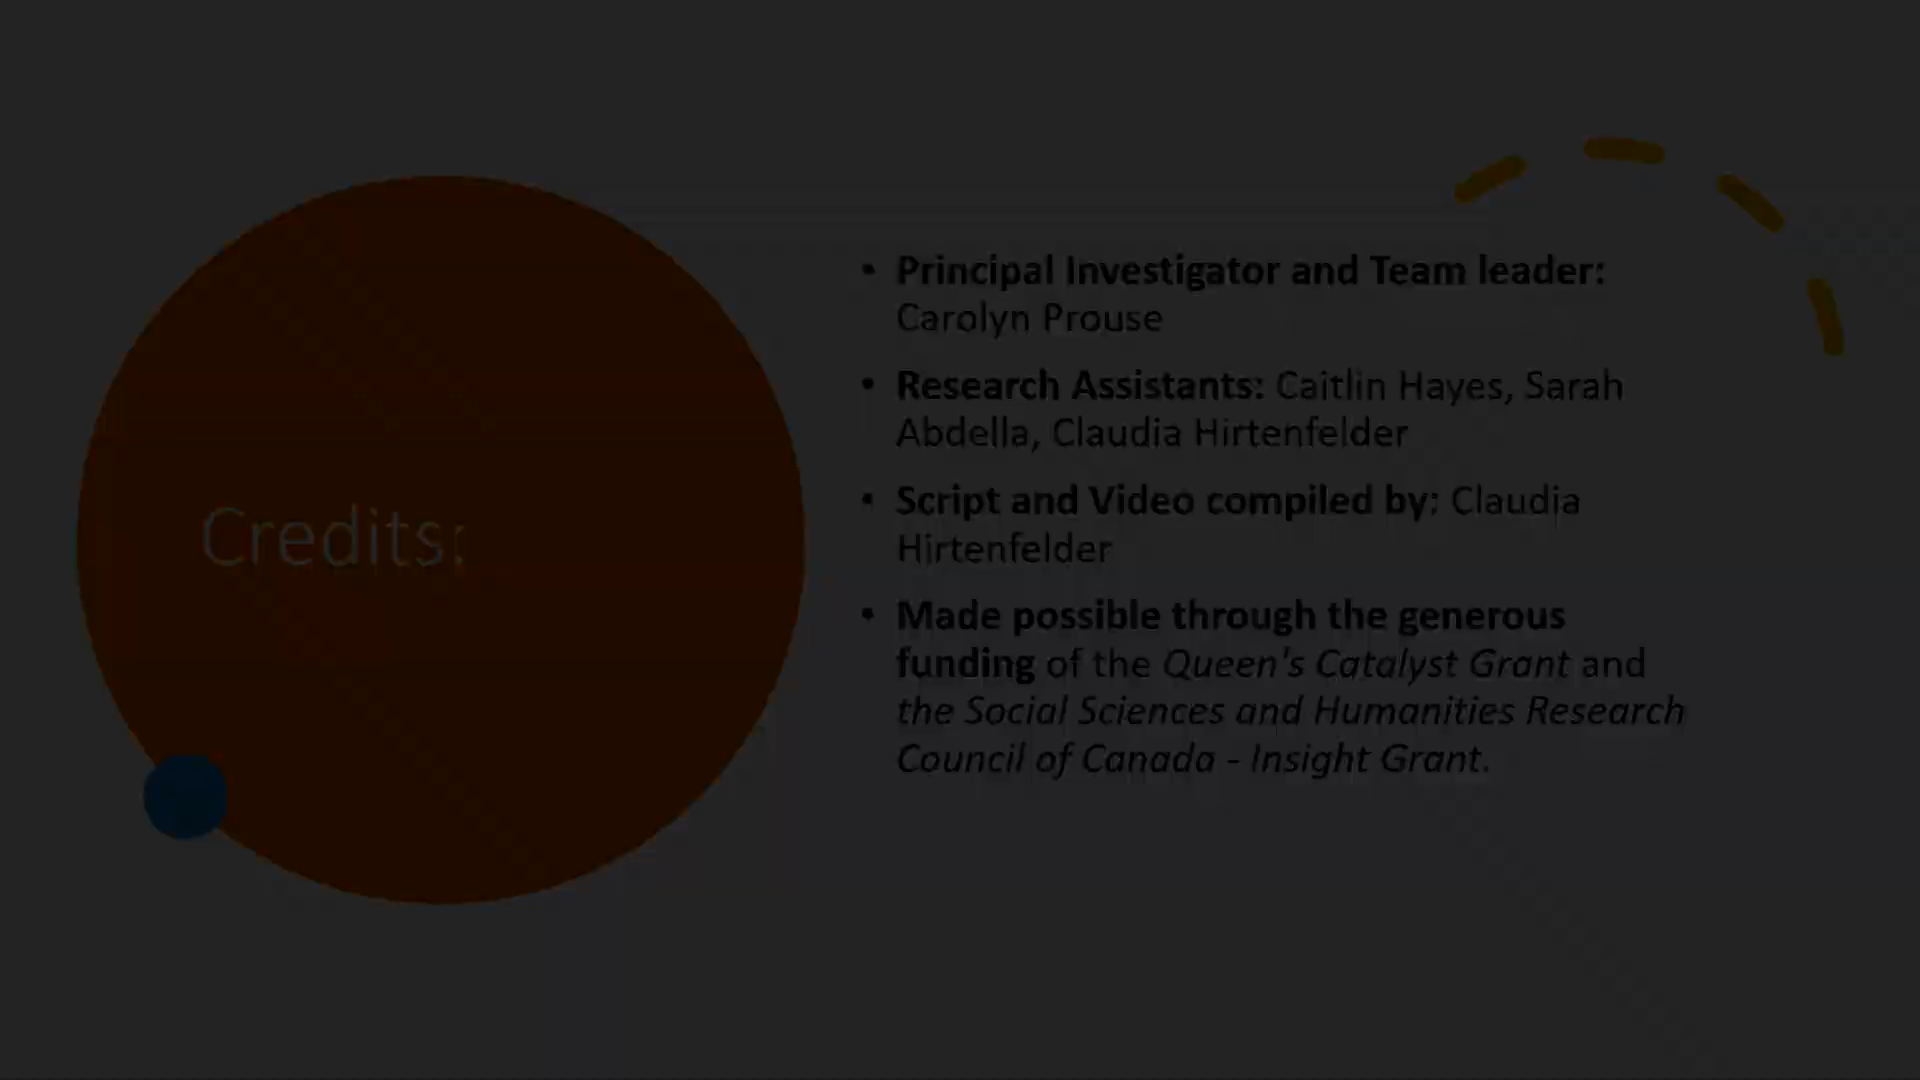 Credits:
• Principal Investigator and Team leader:
Carolyn Prouse
• Research Assistants: Caitlin Hayes, Sarah
Abdella, Claudia Hirtenfelder
• Script and Video compiled by: Claudia
Hirtenfelder
• Made possible through the generous
funding of the Queen's Catalyst Grant and
the Social Sciences and Humanities Research
Council of Canada - Insight Grant.